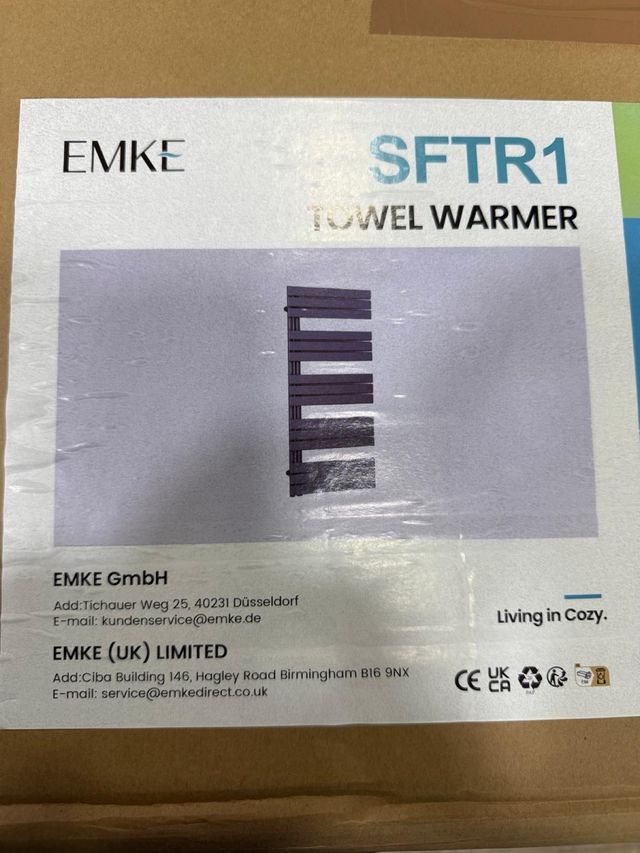 EMKE
SFTR1
TOWEL WARMER
EMKE GmbH
Add:Tichauer Weg 25, 40231 Düsseldorf
E-mail: kundenservice@emke.de
Living in Cozy.
EMKE (UK) LIMITED
Add:Ciba Building 146, Hagley Road Birmingham B16 9NX
E-mail: service@emkedirect.co.uk
CE UK CA
PAP